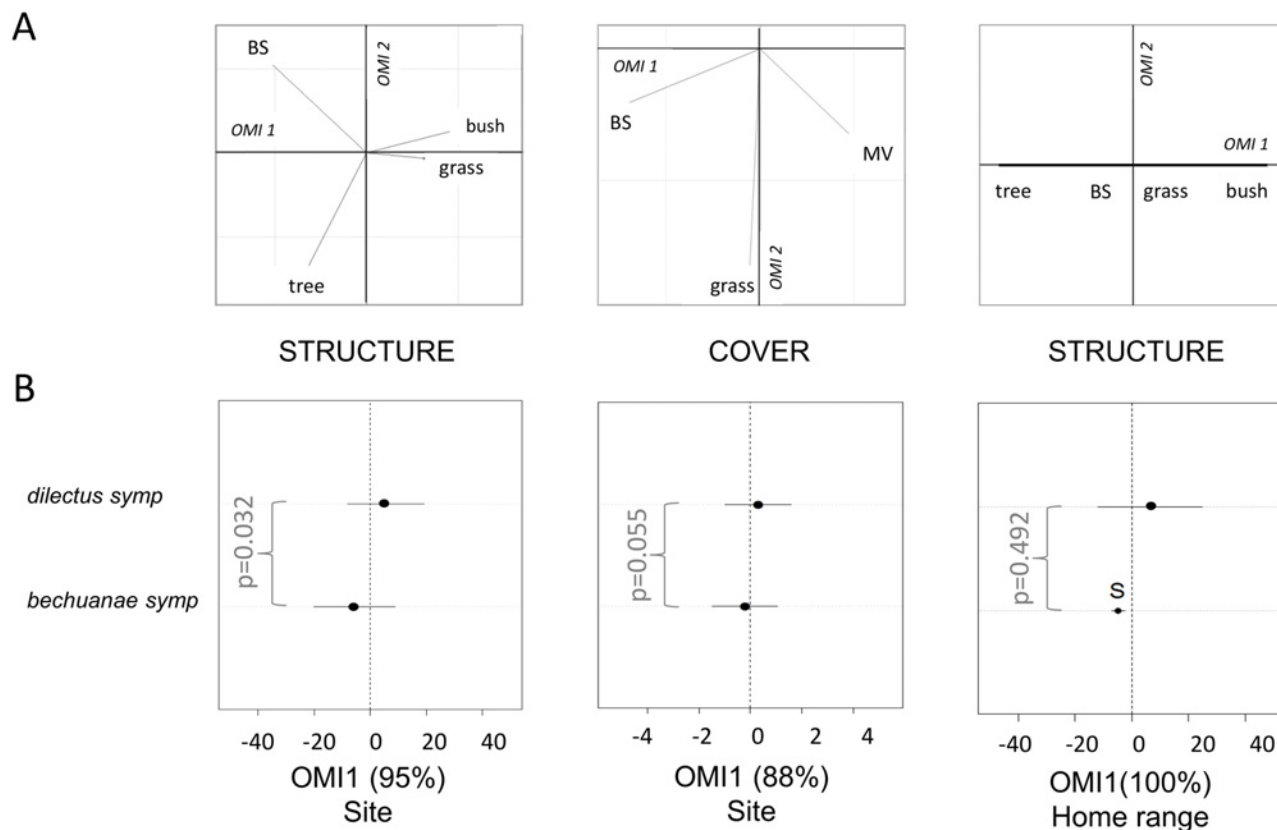 A
BS
OMI 2
OMI 1
bush
grass
tree
STRUCTURE
OMI 1
BS
MV
grass
OMI 2
COVER
OMI 2
OMI 1
tree BS grass bush
STRUCTURE
B
dilectus symp
bechuanae symp
p=0.032
-40 -20 0 20 40
OMI1 (95%)
Site
p=0.055
-4 -2 0 2 4
OMI1 (88%)
Site
p=0.492
S
-40 -20 0 20 40
OMI1(100%)
Home range